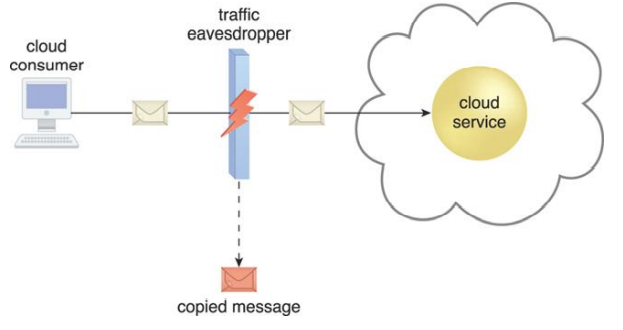 traffic
eavesdropper
cloud
consumer
cloud
service
copied message